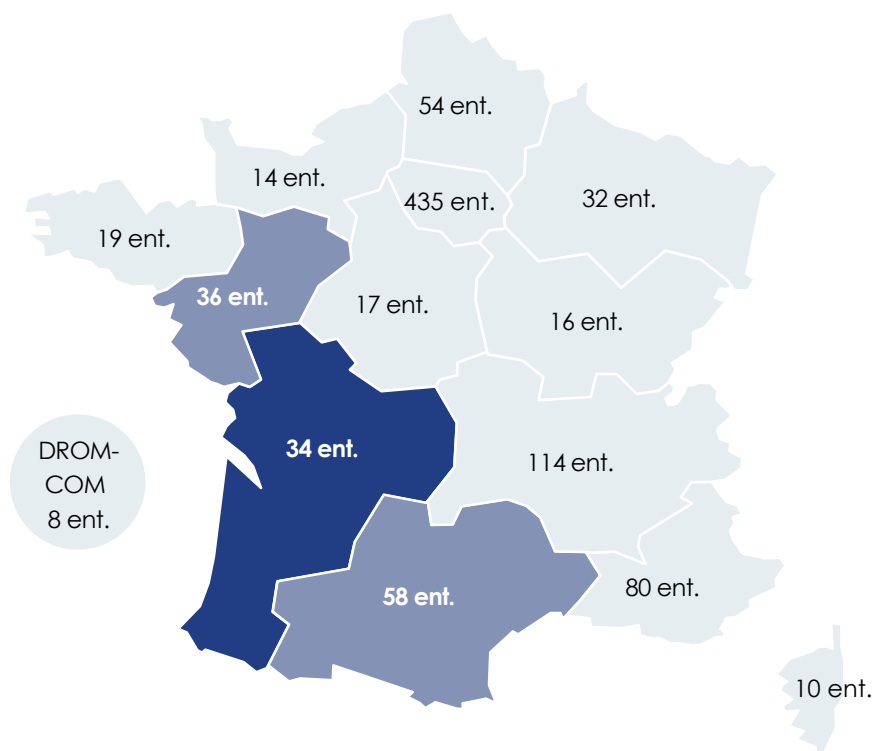 54 ent.
14 ent.
435 ent.
32 ent.
19 ent.
36 ent.
17 ent.
16 ent.
34 ent.
114 ent.
DROM-
COM
8 ent.
58 ent.
80 ent.
10 ent.